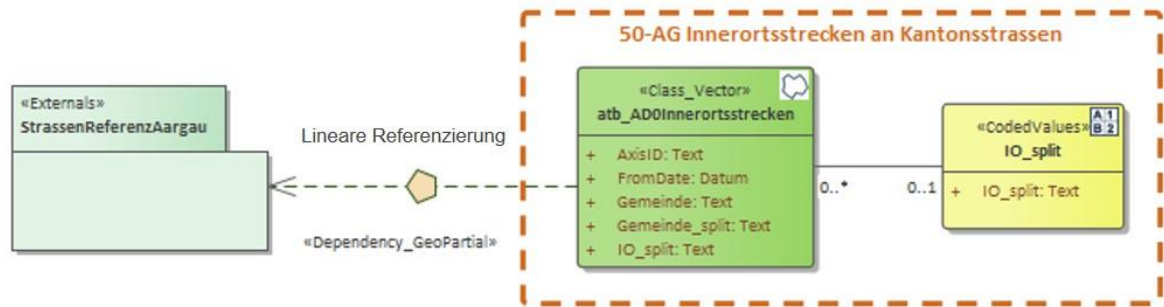 50-AG Innerortsstrecken an Kantonsstrassen
«Externals»
StrassenReferenzAargau
Lineare Referenzierung
«Dependency_GeoPartial»
«Class_Vector»
atb_AD0Innerortsstrecken
+ AxisID: Text
+ FromDate: Datum
+ Gemeinde: Text
+ Gemeinde_split: Text
+ IO_split: Text
0..*
0..1
«CodedValues»
A 1
B 2
IO_split
+ IO_split: Text